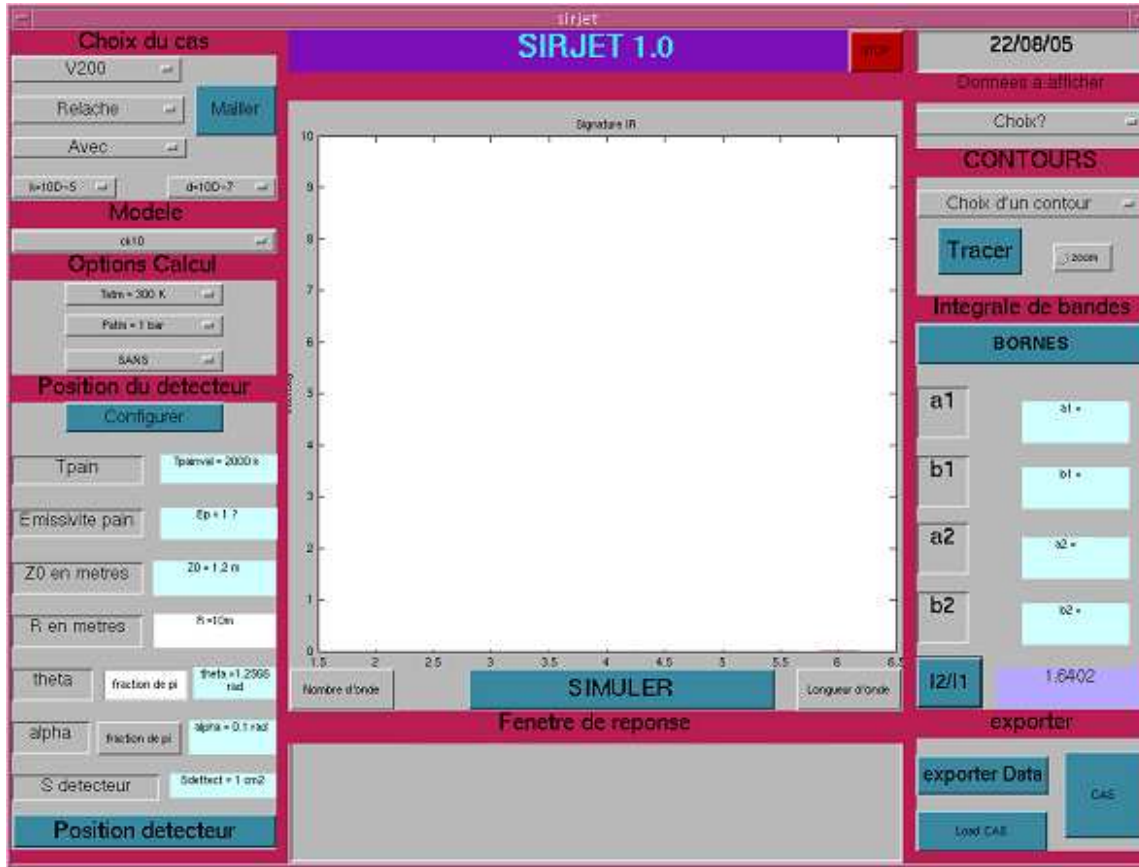 sirjet
Choix du cas
V200
Relache
Mailler
Avec
d=10D-7
Modele
ck10
Options Calcul
Tatm = 300 K
Patm = 1 bar
SANS
Position du detecteur
Configurer
Tpain
Emissivite pain
Ep = 1 ?
Z0 en metres
Z0 = 1.2 m
R en metres
R =10m
theta
fraction de pi
theta =1.2566
rad
alpha
fraction de pi
alpha = 0.1 rad
S detecteur
Sdettect = 1 cm2
Position detecteur
SIRJET 1.0
STOP
Signature IR
10
9
8
7
6
5
4
3
2
1
0
1.5 2 2.5 3 3.5 4 4.5 5 5.5 6 6.5
Nombre d'onde
SIMULER
Longueur d'onde
Fenetre de reponse
22/08/05
Donnees a afficher
Choix?
CONTOURS
Choix d'un contour
Tracer
zoom
Integrale de bandes
BORNES
a1
a1 =
b1
b1 =
a2
a2 =
b2
b2 =
I2/I1
1.6402
exporter
exporter Data
CAS
Load CAS